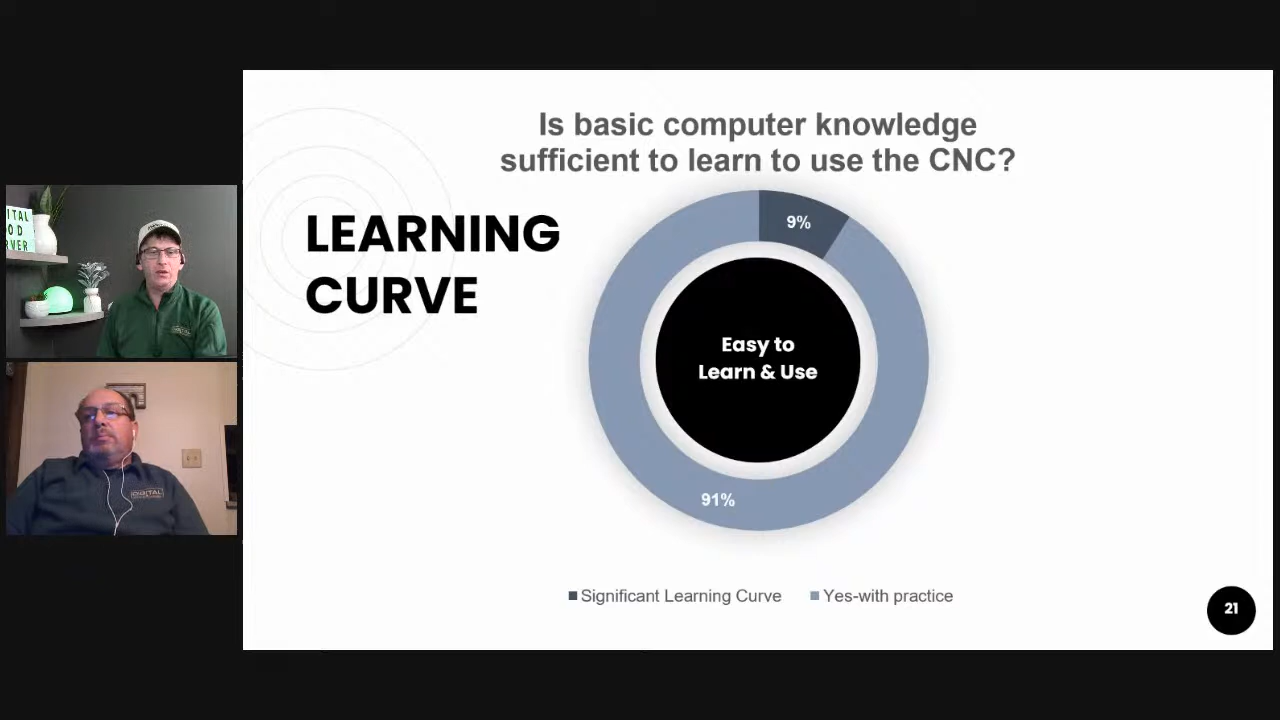 Is basic computer knowledge
sufficient to learn to use the CNC?
LEARNING
CURVE
9%
Easy to
Learn & Use
91%
Significant Learning Curve
Yes-with practice
21
DIGITAL